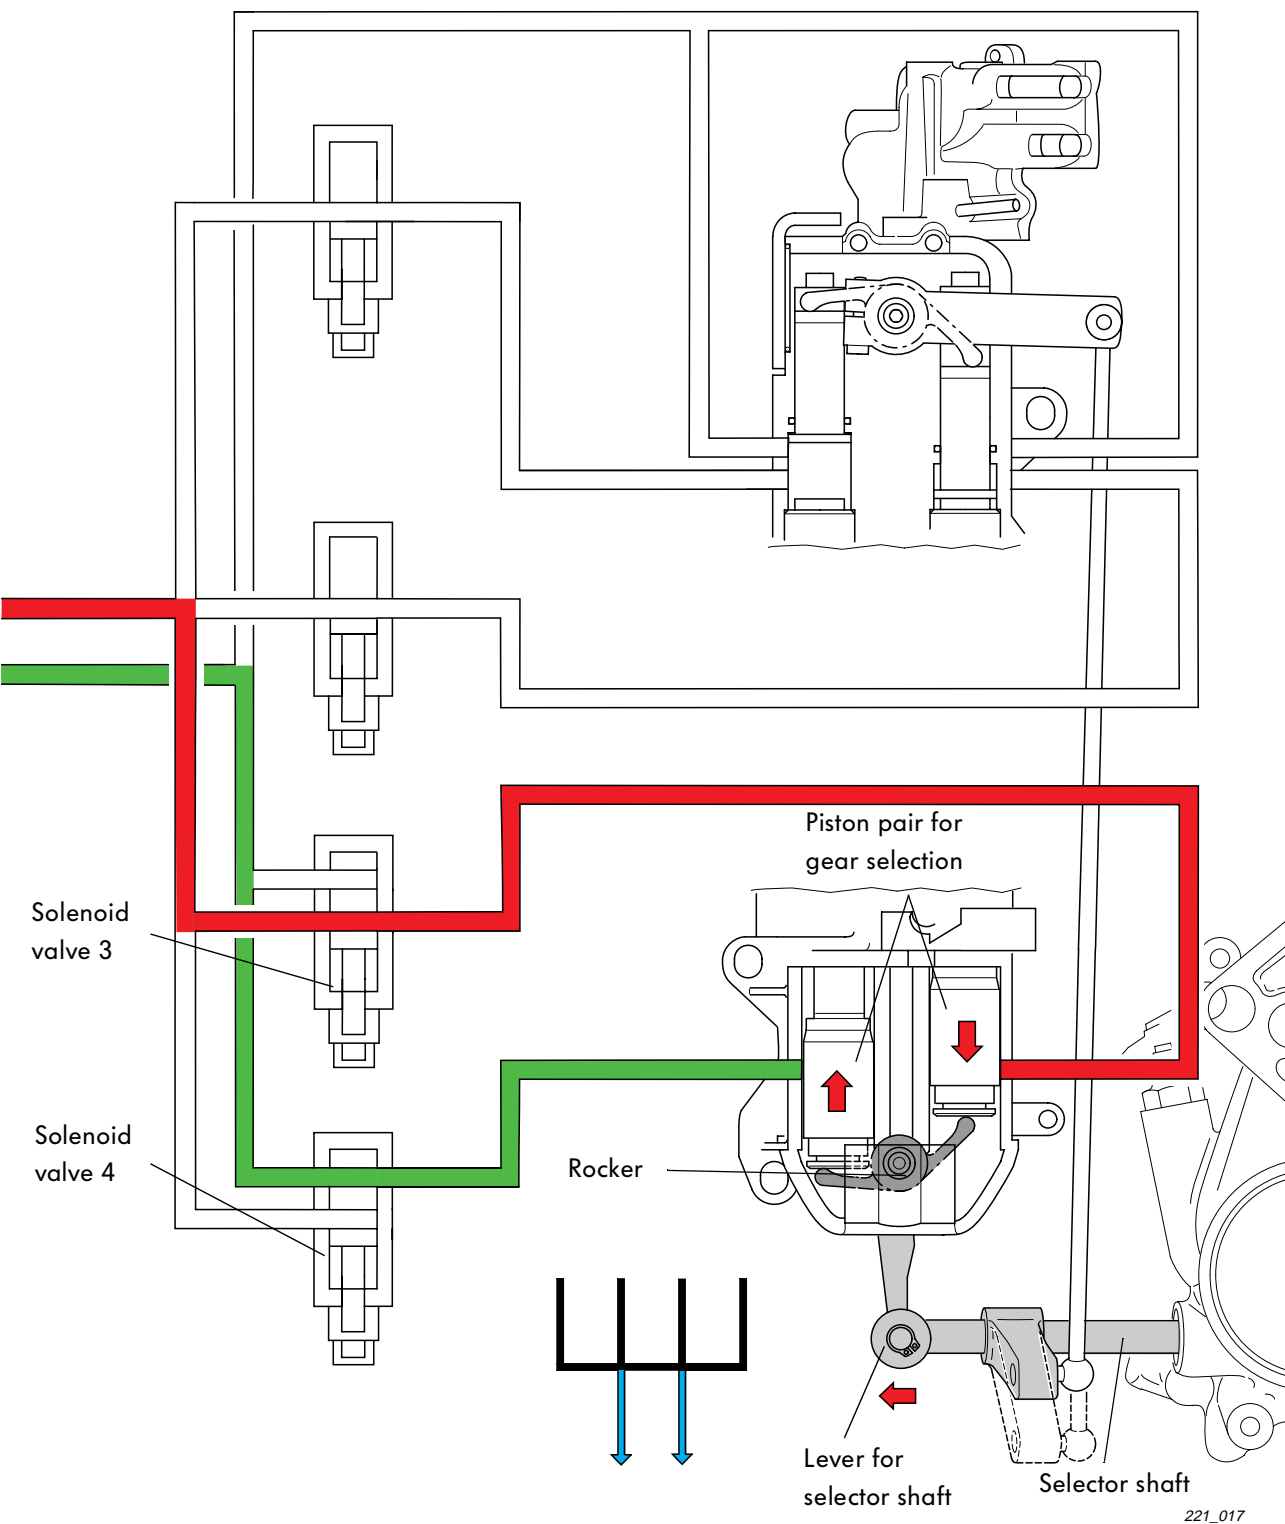 Piston pair for
gear selection
Solenoid
valve 3
Solenoid
valve 4
Rocker
Lever for
selector shaft
Selector shaft
221_017